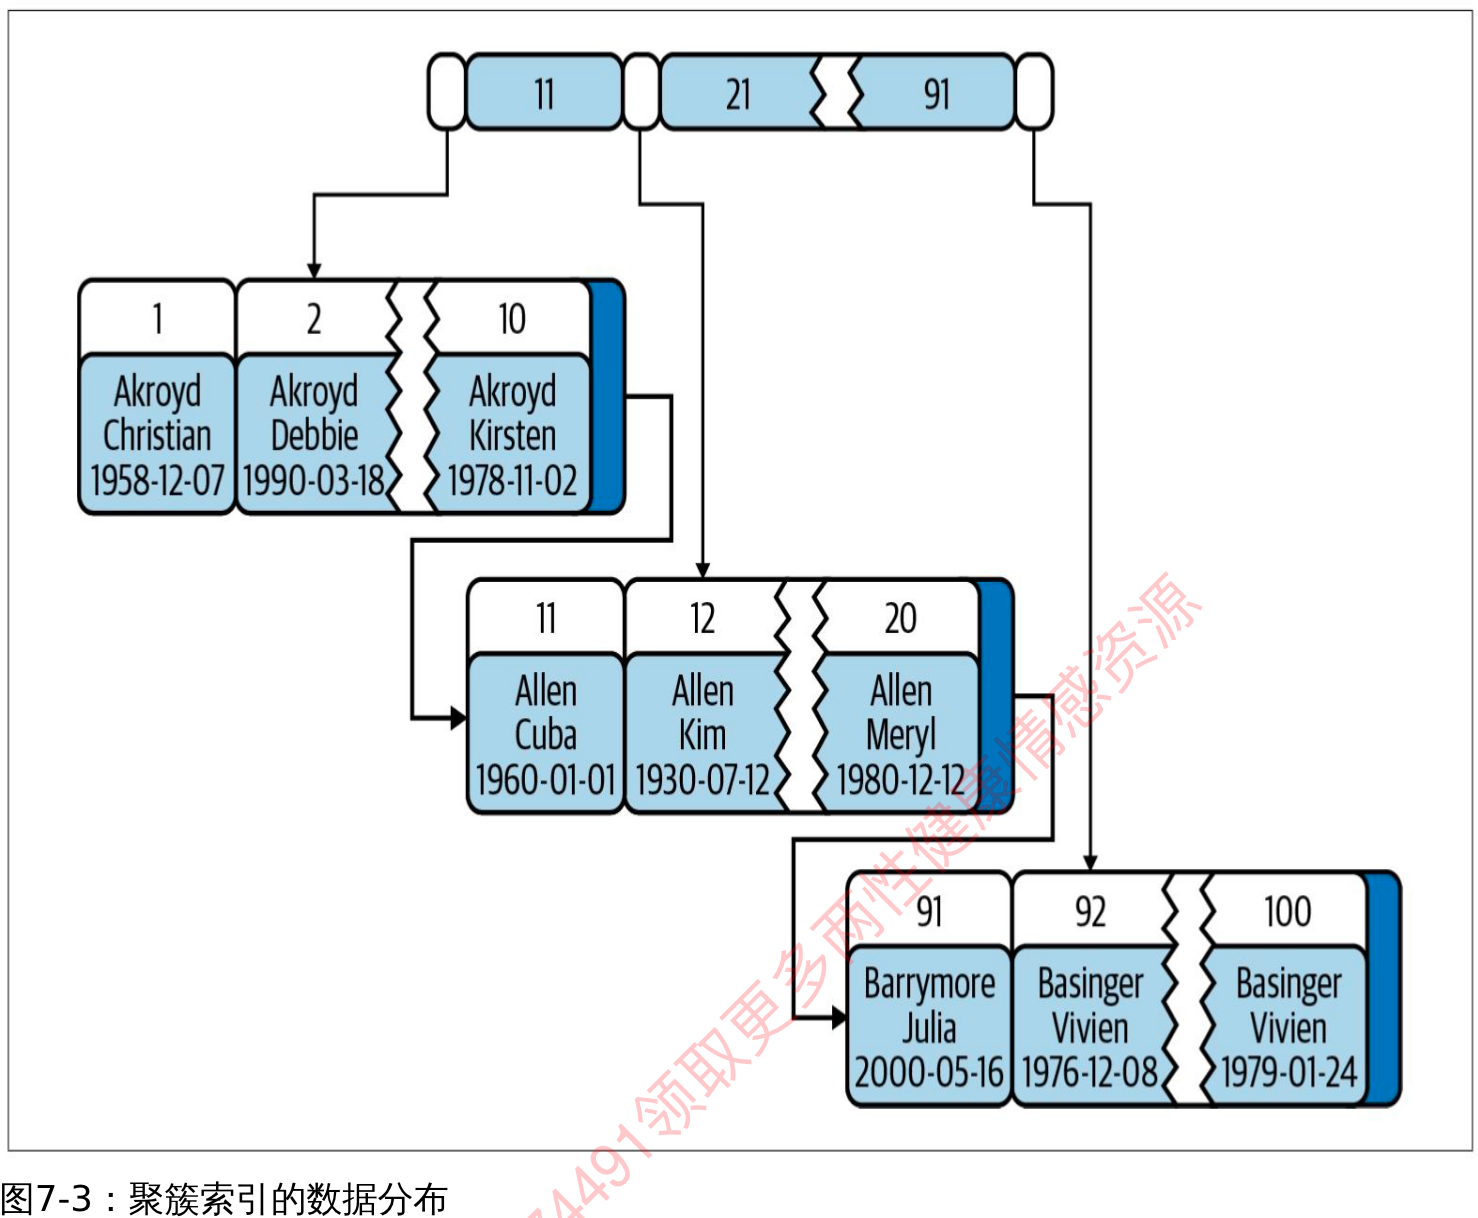 11 21 91
1 2 10
Akroyd Akroyd Akroyd
Christian Debbie Kirsten
1958-12-07 1990-03-18 1978-11-02
11 12 20
Allen Allen Allen
Cuba Kim Meryl
1960-01-01 1930-07-12 1980-12-12
91 92 100
Barrymore Basinger Basinger
Julia Vivien Vivien
2000-05-16 1976-12-08 1979-01-24
74491领取更多两性健康情感资源
图7-3：聚簇索引的数据分布